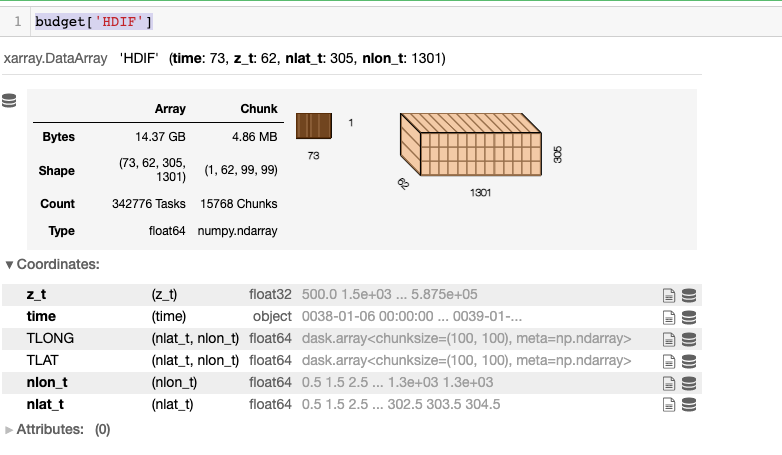 1 budget['HDIF']
xarray.DataArray 'HDIF' (time: 73, z_t: 62, nlat_t: 305, nlon_t: 1301)
Array Chunk
Bytes 14.37 GB 4.86 MB
Shape (73, 62, 305, 1301) (1, 62, 99, 99)
Count 342776 Tasks 15768 Chunks
Type float64 numpy.ndarray
1
73
62
1301
305
▼Coordinates:
z_t (z_t) float32 500.0 1.5e+03 ... 5.875e+05
time (time) object 0038-01-06 00:00:00 ... 0039-01-...
TLONG (nlat_t, nlon_t) float64 dask.array<chunksize=(100, 100), meta=np.ndarray>
TLAT (nlat_t, nlon_t) float64 dask.array<chunksize=(100, 100), meta=np.ndarray>
nlon_t (nlon_t) float64 0.5 1.5 2.5 ... 1.3e+03 1.3e+03
nlat_t (nlat_t) float64 0.5 1.5 2.5 ... 302.5 303.5 304.5
►Attributes: (0)